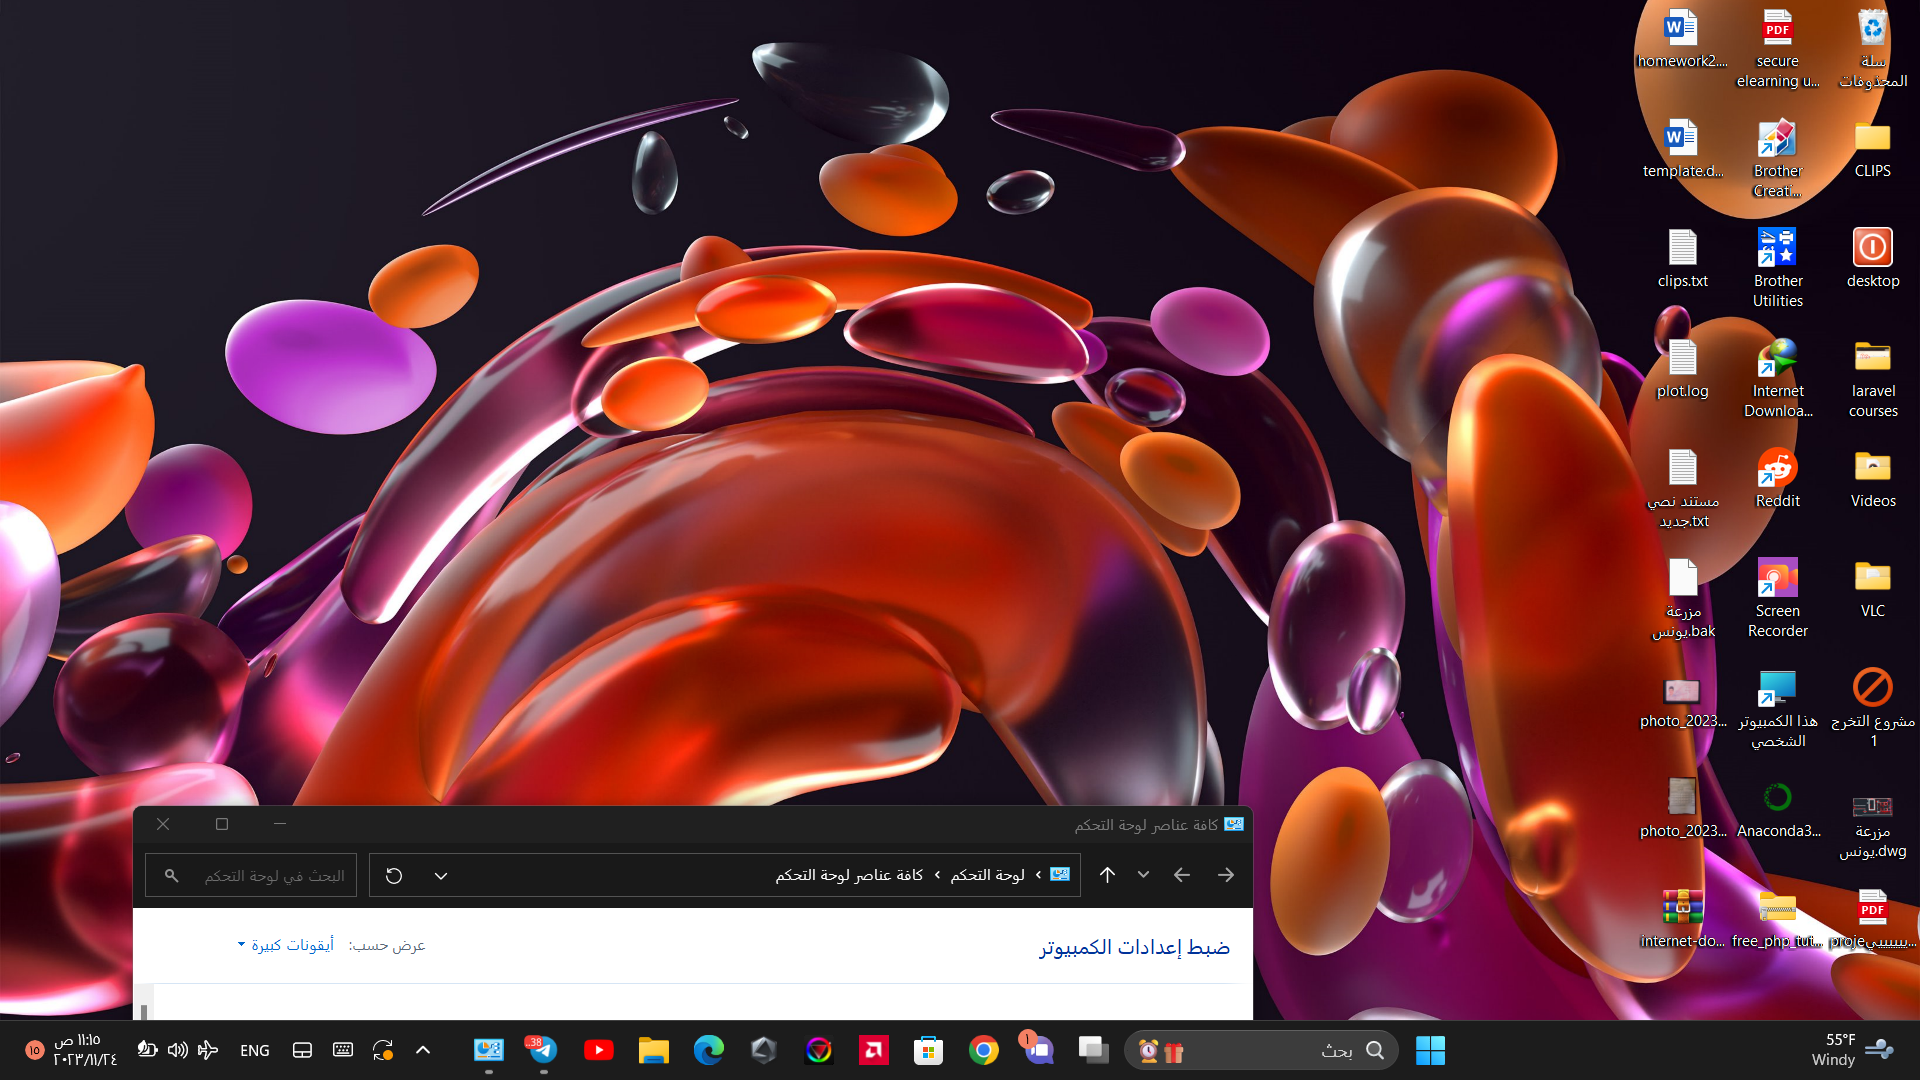 سلة
المحذوفات
CLIPS
desktop
laravel
courses
Videos
VLC
مشروع التخرج
1
مزرعة
يونس.dwg
projeبيبيبيبي...
secure
elearning u...
Brother
Creati...
Brother
Utilities
Internet
Downloa...
Reddit
Screen
Recorder
هذا الكمبيوتر
الشخصي
Anaconda3...
free_php_tut...
homework2....
template.d...
clips.txt
plot.log
مستند نصي
جديد.txt
مزرعة
يونس.bak
photo_2023...
photo_2023...
internet-do...
كافة عناصر لوحة التحكم
لوحة التحكم › كافة عناصر لوحة التحكم
البحث في لوحة التحكم
ضبط إعدادات الكمبيوتر
عرض حسب: أيقونات كبيرة
55°F
Windy
بحث
1
38
ENG
١١:١٥ ص
٢٠٢٣/١١/٢٤
١٥